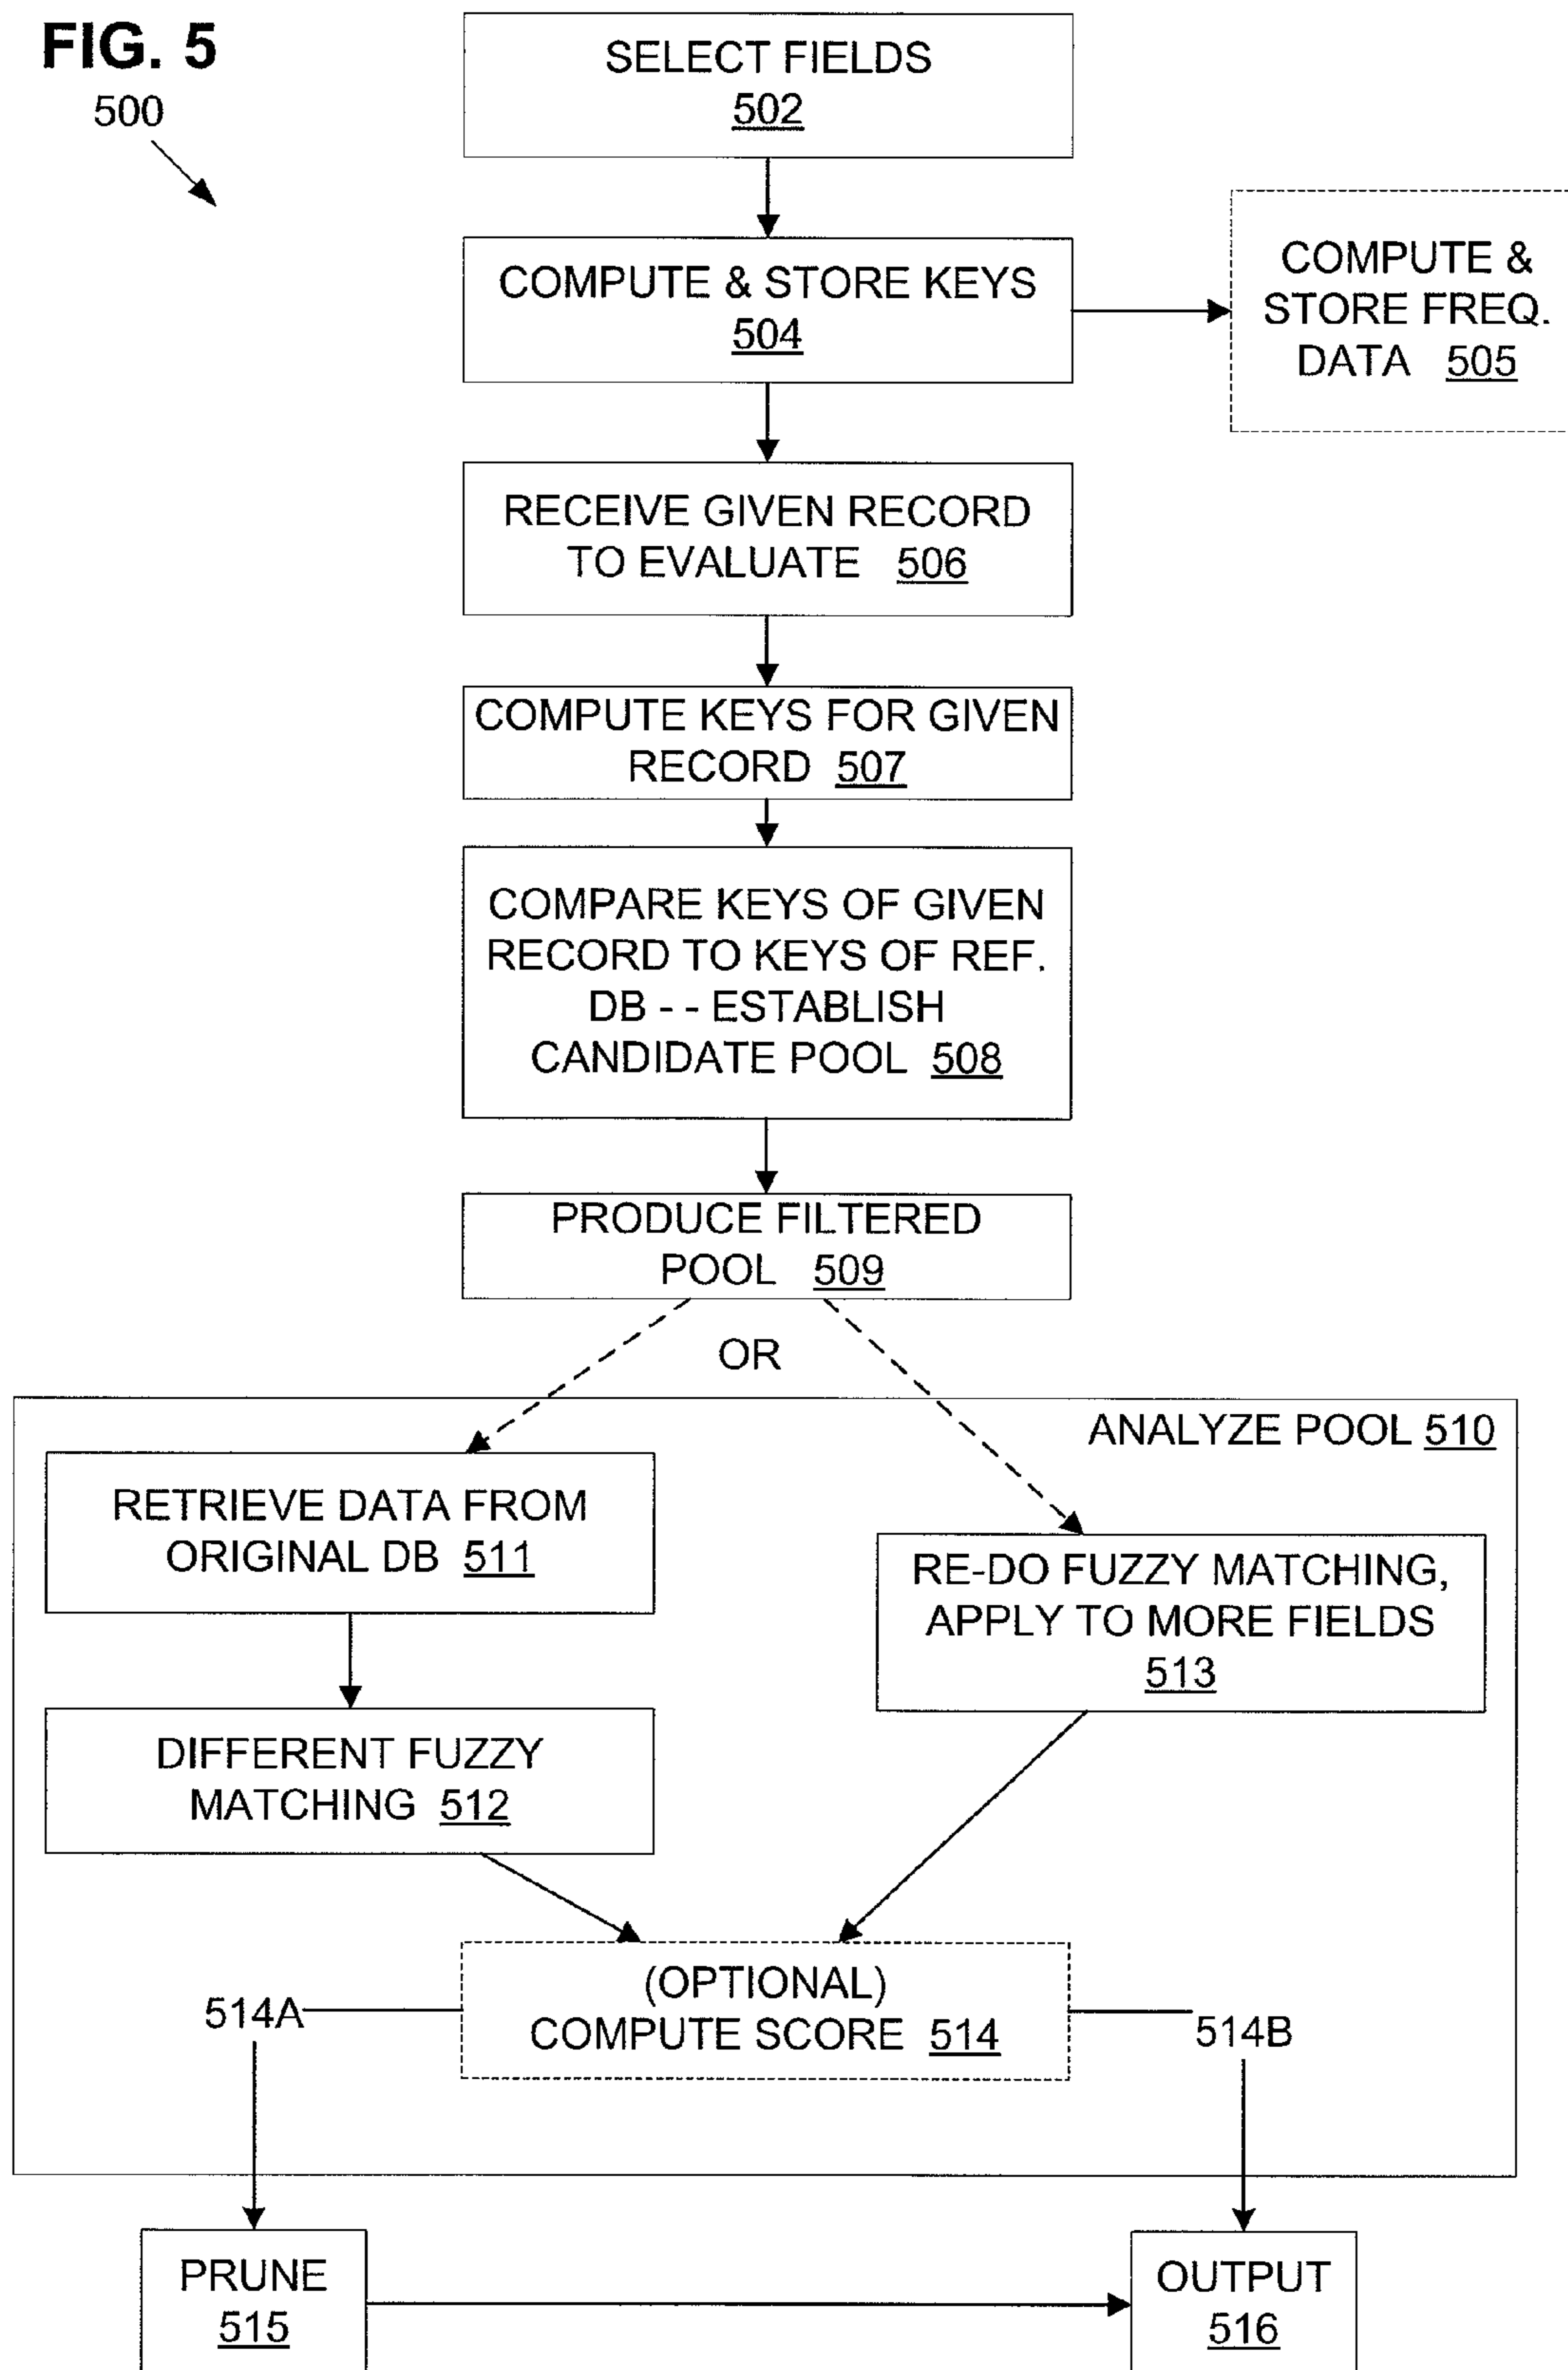 FIG. 5
500
SELECT FIELDS
502
COMPUTE & STORE KEYS
504
COMPUTE &
STORE FREQ.
DATA 505
RECEIVE GIVEN RECORD
TO EVALUATE 506
COMPUTE KEYS FOR GIVEN
RECORD 507
COMPARE KEYS OF GIVEN
RECORD TO KEYS OF REF.
DB - - ESTABLISH
CANDIDATE POOL 508
PRODUCE FILTERED
POOL 509
OR
ANALYZE POOL 510
RETRIEVE DATA FROM
ORIGINAL DB 511
RE-DO FUZZY MATCHING,
APPLY TO MORE FIELDS
513
DIFFERENT FUZZY
MATCHING 512
(OPTIONAL)
COMPUTE SCORE 514
514A
514B
PRUNE
515
OUTPUT
516